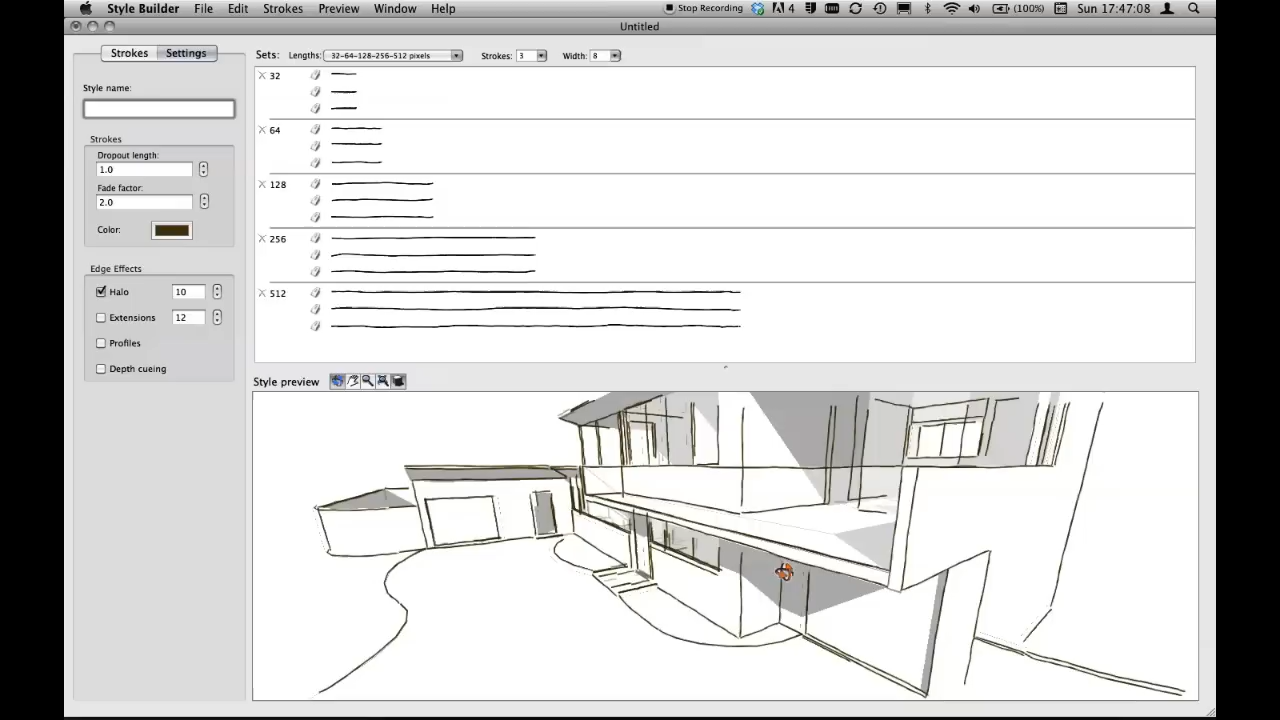 Style Builder File Edit Strokes Preview Window Help Stop Recording 4 (100%) Sun 17:47:08
Untitled
Strokes Settings
Style name:
Strokes
Dropout length:
1.0
Fade factor:
2.0
Color:
Edge Effects
Halo 10
Extensions 12
Profiles
Depth cueing
Sets: Lengths: 32-64-128-256-512 pixels Strokes: 3 Width: 8
32
64
128
256
512
Style preview